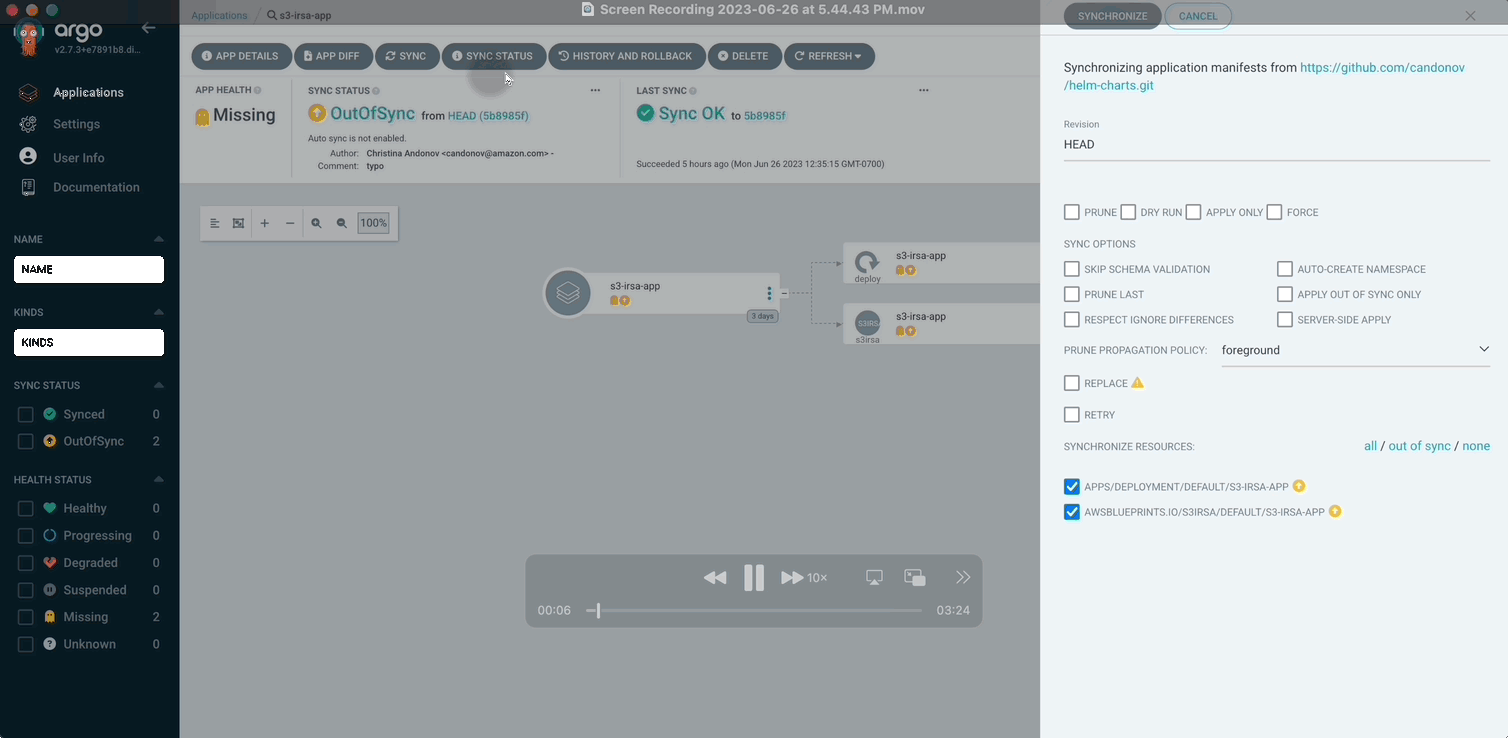 Screen Recording 2023-06-26 at 5.44.43 PM.mov
argo
v2.7.3+e7891b8.di...
Applications
Settings
User Info
Documentation
NAME
NAME
KINDS
KINDS
SYNC STATUS
Synced 0
OutOfSync 2
HEALTH STATUS
Healthy 0
Progressing 0
Degraded 0
Suspended 0
Missing 2
Unknown 0
Applications / s3-irsa-app
APP DETAILS APP DIFF SYNC SYNC STATUS HISTORY AND ROLLBACK DELETE REFRESH
APP HEALTH
Missing
SYNC STATUS ...
OutOfSync from HEAD (5b8985f)
Auto sync is not enabled.
Author: Christina Andonov <candonov@amazon.com> -
Comment: typo
LAST SYNC ...
Sync OK to 5b8985f
Succeeded 5 hours ago (Mon Jun 26 2023 12:35:15 GMT-0700)
100%
s3-irsa-app
3 days
s3-irsa-app
deploy
s3-irsa-app
S3IRS
s3irsa
10×
00:06 03:24
SYNCHRONIZE CANCEL
Synchronizing application manifests from https://github.com/candonov
/helm-charts.git
Revision
HEAD
PRUNE DRY RUN APPLY ONLY FORCE
SYNC OPTIONS
SKIP SCHEMA VALIDATION AUTO-CREATE NAMESPACE
PRUNE LAST APPLY OUT OF SYNC ONLY
RESPECT IGNORE DIFFERENCES SERVER-SIDE APPLY
PRUNE PROPAGATION POLICY: foreground
REPLACE
RETRY
SYNCHRONIZE RESOURCES: all / out of sync / none
APPS/DEPLOYMENT/DEFAULT/S3-IRSA-APP
AWSBLUEPRINTS.IO/S3IRSA/DEFAULT/S3-IRSA-APP